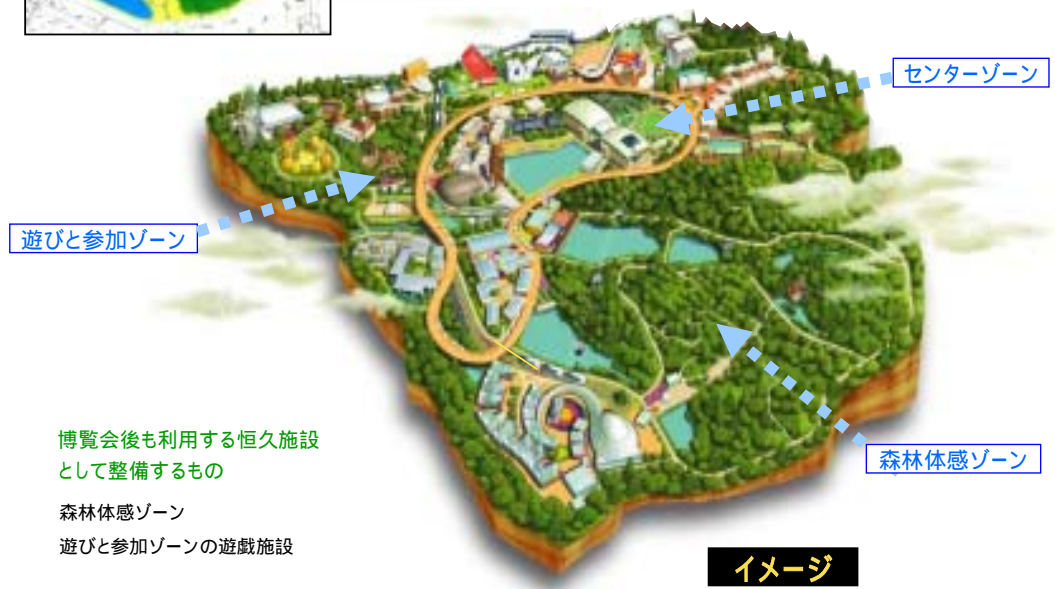 センターゾーン
遊びと参加ゾーン
博覧会後も利用する恒久施設
として整備するもの
森林体感ゾーン
森林体感ゾーン
遊びと参加ゾーンの遊戯施設
イメージ